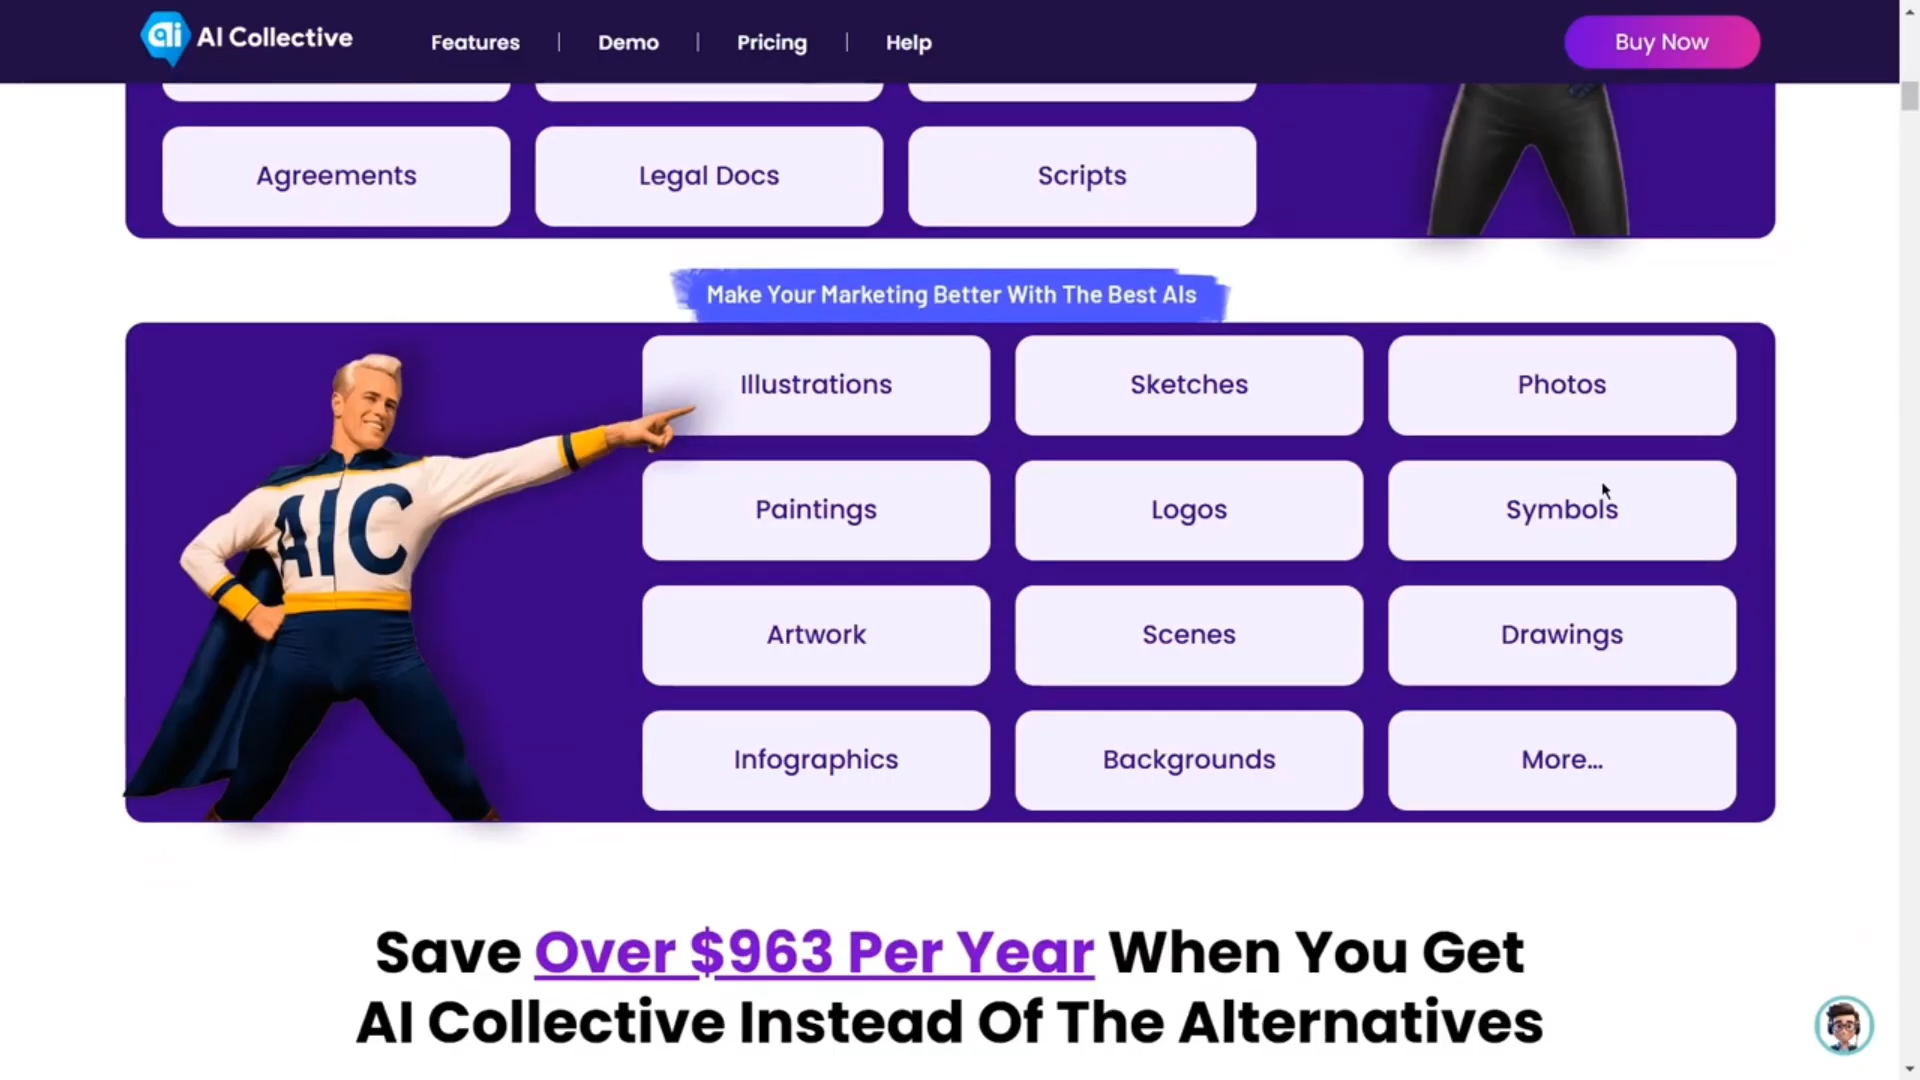 ai AI Collective
Features | Demo | Pricing | Help
Buy Now
Agreements
Legal Docs
Scripts
Make Your Marketing Better With The Best AIs
Illustrations
Sketches
Photos
AIC
Paintings
Logos
Symbols
Artwork
Scenes
Drawings
Infographics
Backgrounds
More...
Save Over $963 Per Year When You Get
AI Collective Instead Of The Alternatives